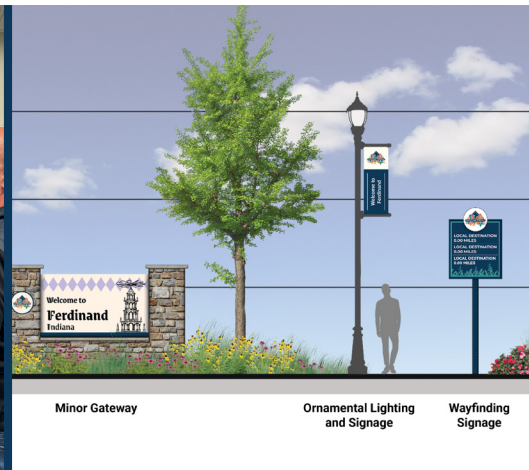 Welcome to
Ferdinand
Indiana
Welcome to
Ferdinand
LOCAL DESTINATION
0.00 MILES
LOCAL DESTINATION
0.00 MILES
LOCAL DESTINATION
0.00 MILES
Minor Gateway
Ornamental Lighting
and Signage
Wayfinding
Signage